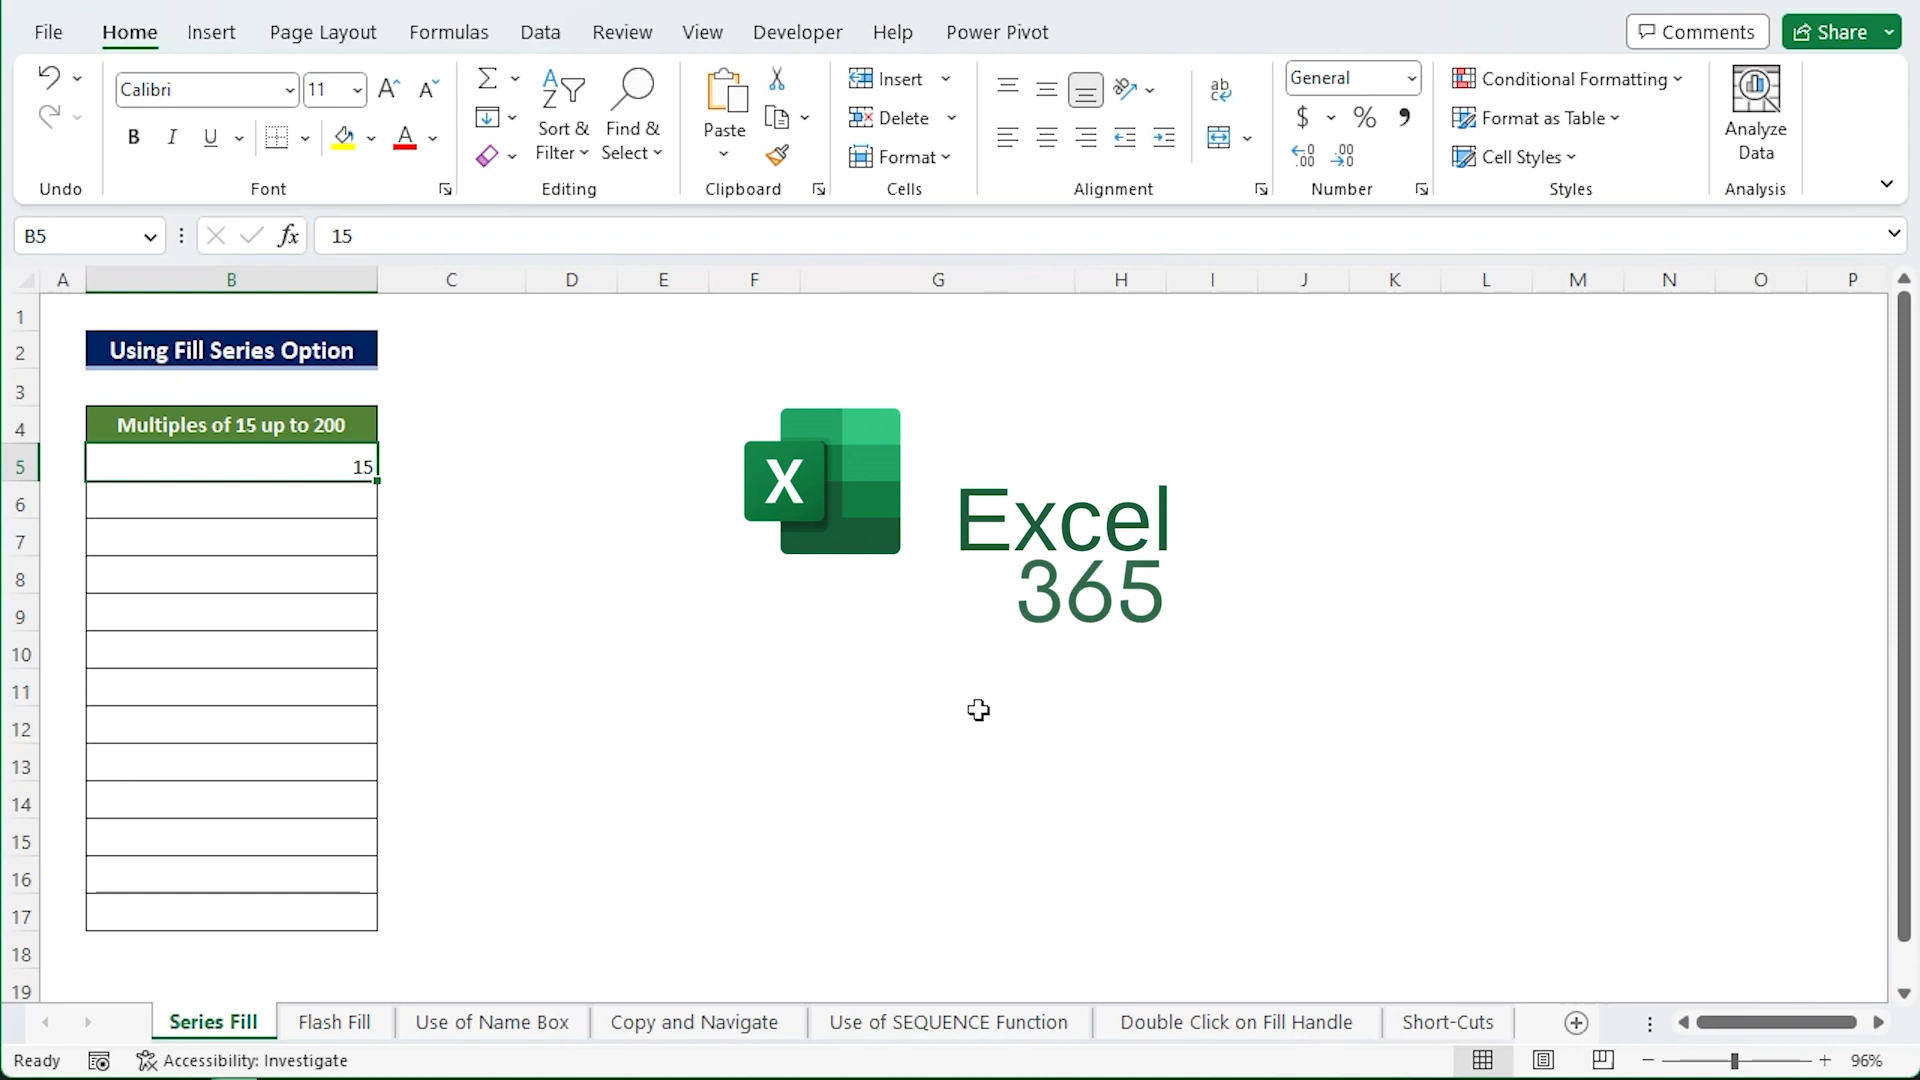 File Home Insert Page Layout Formulas Data Review View Developer Help Power Pivot Comments Share
Calibri 11 A^ A˅ Σ Insert General Conditional Formatting
$ % , Format as Table
B I U A Sort & Filter Find & Select Paste Delete Format ab .00 Cell Styles Analyze Data
Undo Font Editing Clipboard Cells Alignment Number Styles Analysis
B5 fx 15
A B C D E F G H I J K L M N O P
1
2 Using Fill Series Option
3
4 Multiples of 15 up to 200
5 15
6
7
8
9
10
11
12
13
14
15
16
17
18
19
X
Excel
365
Series Fill Flash Fill Use of Name Box Copy and Navigate Use of SEQUENCE Function Double Click on Fill Handle Short-Cuts
Ready Accessibility: Investigate 96%